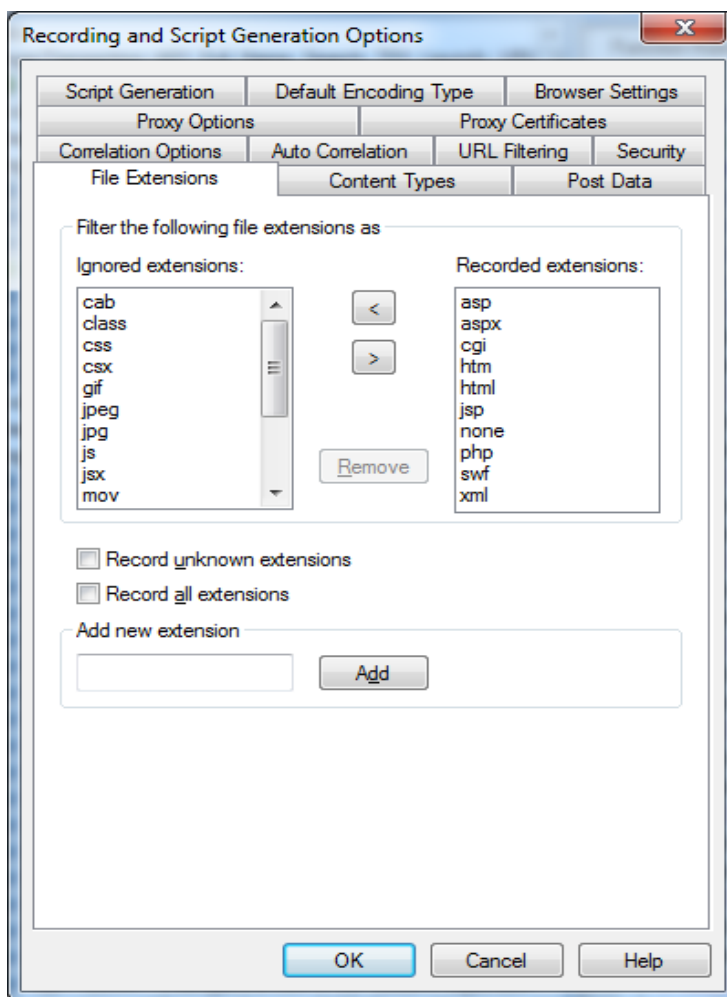 Recording and Script Generation Options
Script Generation Default Encoding Type Browser Settings
Proxy Options Proxy Certificates
Correlation Options Auto Correlation URL Filtering Security
File Extensions Content Types Post Data
Filter the following file extensions as
Ignored extensions: Recorded extensions:
cab < asp
class aspx
css cgi
csx > htm
gif html
jpeg jsp
jpg none
js Remove php
jsx swf
mov xml
Record unknown extensions
Record all extensions
Add new extension
Add
OK Cancel Help